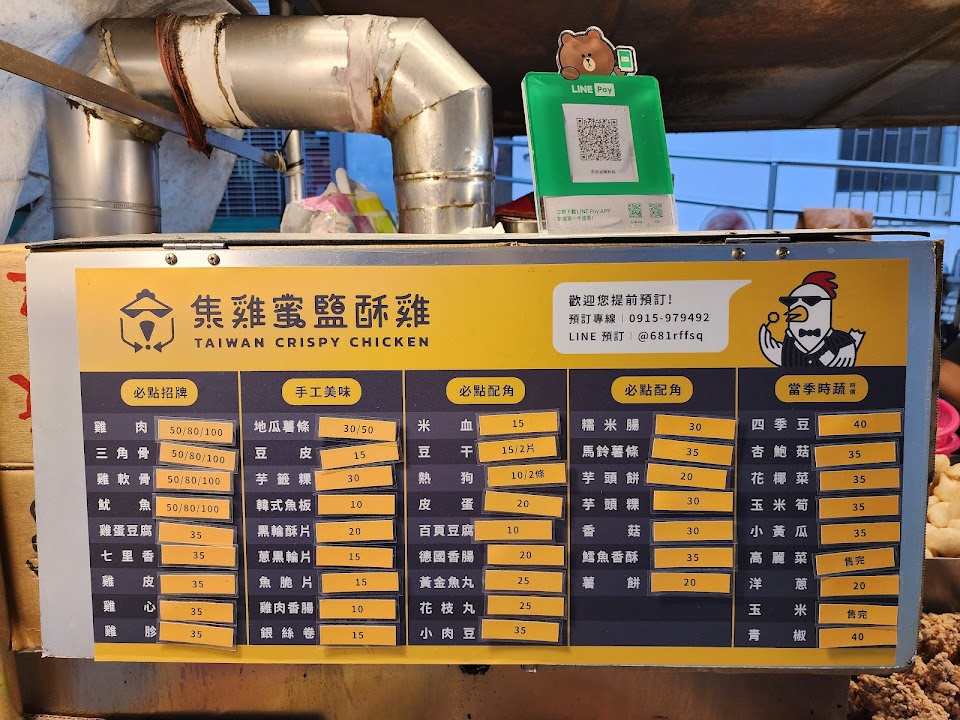 LINE Pay
立即下載LINE Pay APP
集雞蜜鹽酥雞
TAIWAN CRISPY CHICKEN
歡迎您提前預訂!
預訂專線|0915-979492
LINE 預訂|@681rffsq
必點招牌
雞肉 50/80/100
三角骨 50/80/100
雞軟骨 50/80/100
魷魚 50/80/100
雞蛋豆腐 35
七里香 35
雞皮 35
雞心 35
雞胗 35
手工美味
地瓜薯條 30/50
豆皮 15
芋籤粿 30
韓式魚板 10
黑輪酥片 20
蔥黑輪片 15
魚脆片 15
雞肉香腸 10
銀絲卷 15
必點配角
米血 15
豆干 15/2片
熱狗 10/2條
皮蛋 20
百頁豆腐 10
德國香腸 20
黃金魚丸 25
花枝丸 25
小肉豆 35
必點配角
糯米腸 30
馬鈴薯條 35
芋頭餅 20
芋頭粿 30
香菇 30
鱈魚香酥 35
薯餅 20
當季時蔬 時價
四季豆 40
杏鮑菇 35
花椰菜 35
玉米筍 35
小黃瓜 35
高麗菜 售完
洋蔥 20
玉米 售完
青椒 40